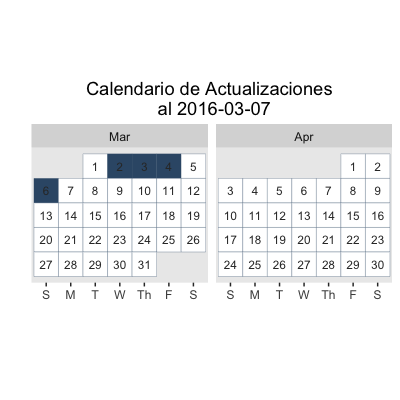 Calendario de Actualizaciones
al 2016-03-07
Mar
1 2 3 4 5
6 7 8 9 10 11 12
13 14 15 16 17 18 19
20 21 22 23 24 25 26
27 28 29 30 31
S M T W Th F S
Apr
1 2
3 4 5 6 7 8 9
10 11 12 13 14 15 16
17 18 19 20 21 22 23
24 25 26 27 28 29 30
S M T W Th F S